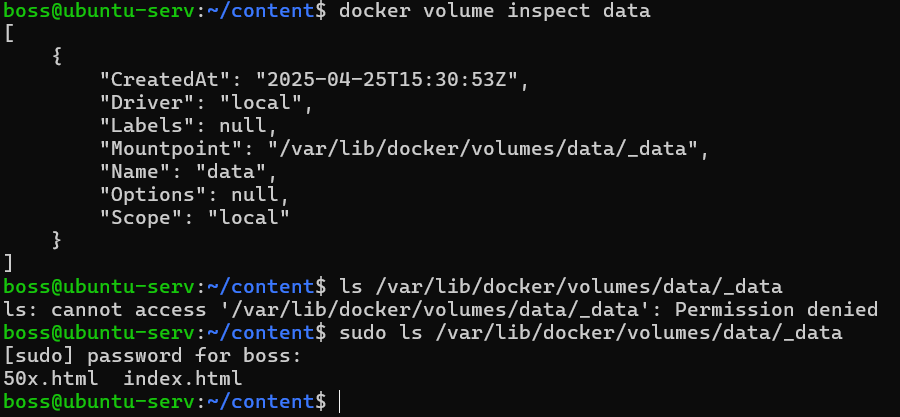 boss@ubuntu-serv:~/content$ docker volume inspect data
[
    {
        "CreatedAt": "2025-04-25T15:30:53Z",
        "Driver": "local",
        "Labels": null,
        "Mountpoint": "/var/lib/docker/volumes/data/_data",
        "Name": "data",
        "Options": null,
        "Scope": "local"
    }
]
boss@ubuntu-serv:~/content$ ls /var/lib/docker/volumes/data/_data
ls: cannot access '/var/lib/docker/volumes/data/_data': Permission denied
boss@ubuntu-serv:~/content$ sudo ls /var/lib/docker/volumes/data/_data
[sudo] password for boss:
50x.html  index.html
boss@ubuntu-serv:~/content$